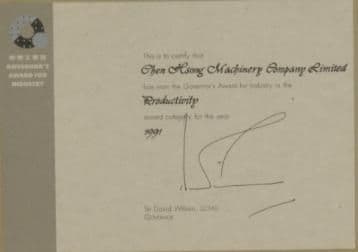 GOVERNOR'S
AWARD FOR
INDUSTRY
This is to certify that
Chen Hsong Machinery Company Limited
has won the Governor's Award for Industry in the
Productivity
award category for the year
1991
Sir David Wilson, GCMG
Governor